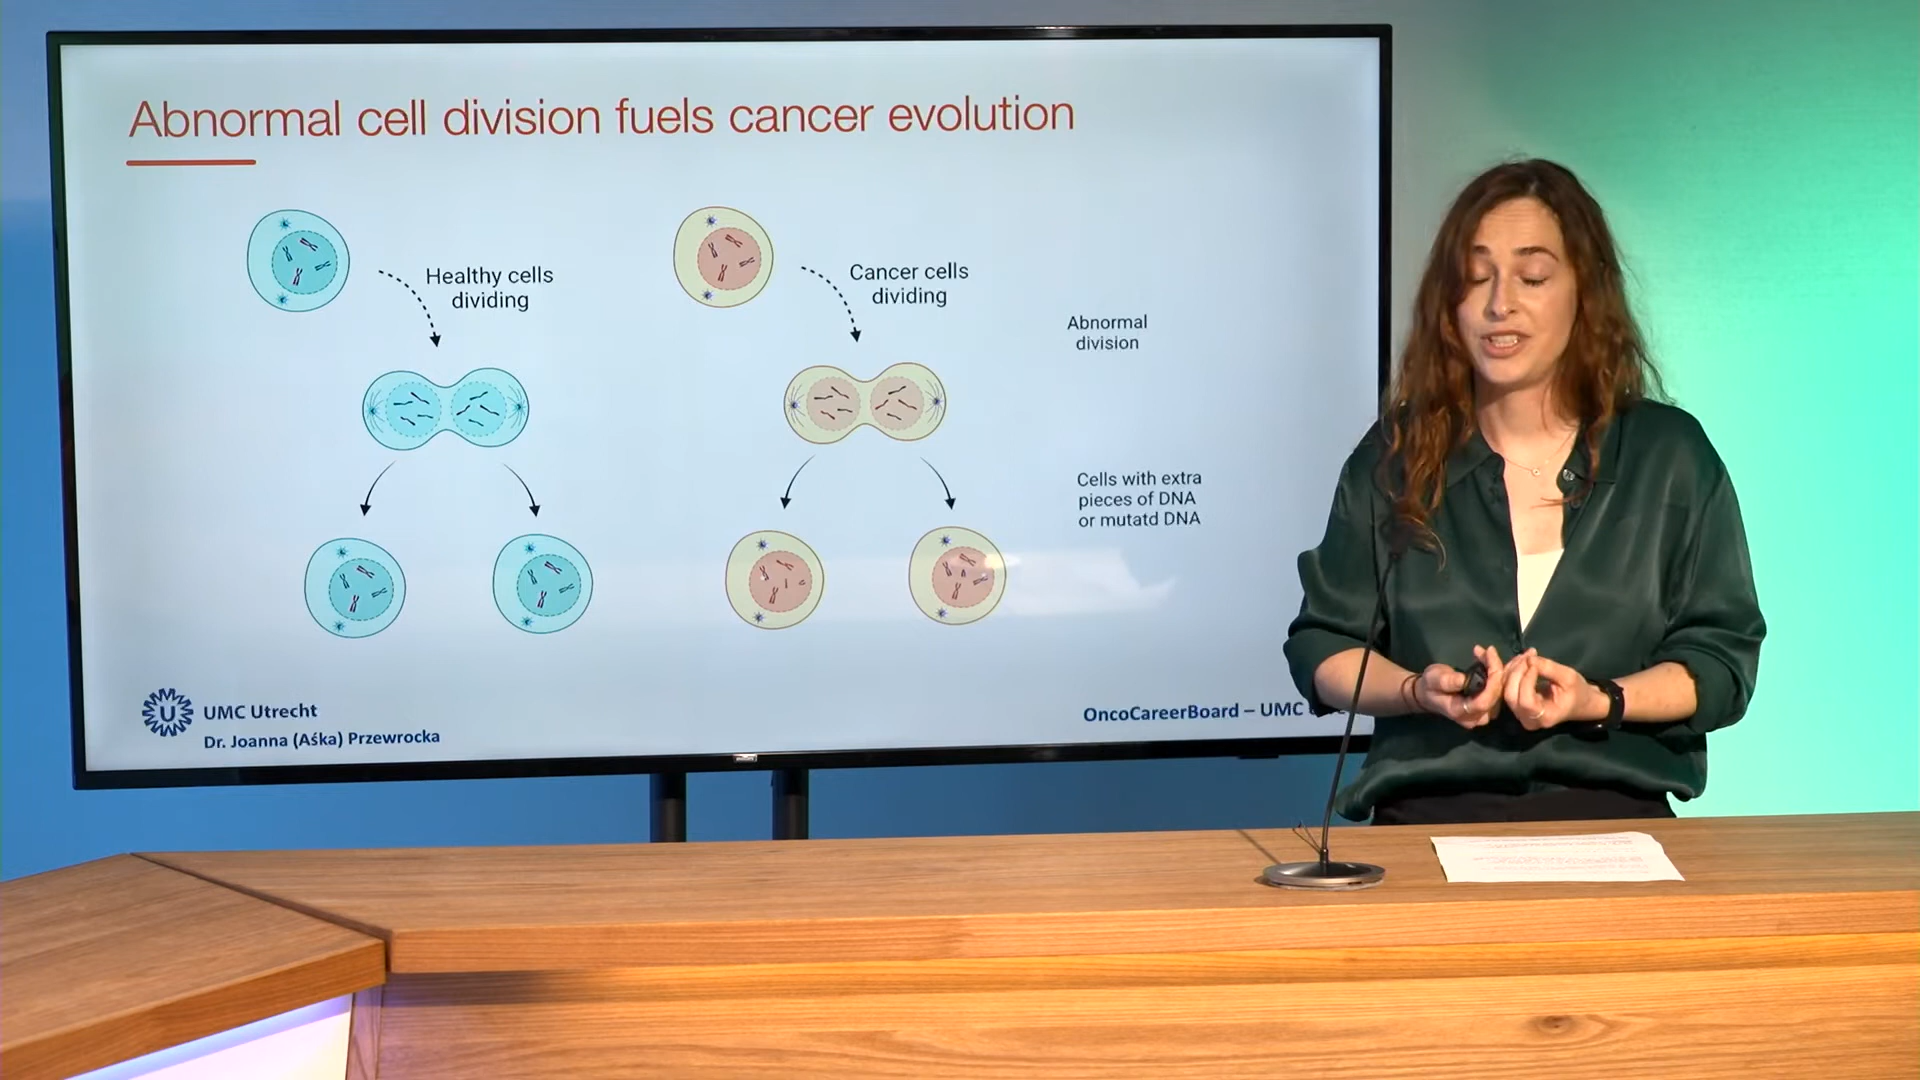 Abnormal cell division fuels cancer evolution
Healthy cells
dividing
Cancer cells
dividing
Abnormal
division
Cells with extra
pieces of DNA
or mutatd DNA
U
UMC Utrecht
Dr. Joanna (Aśka) Przewrocka
OncoCareerBoard – UMC